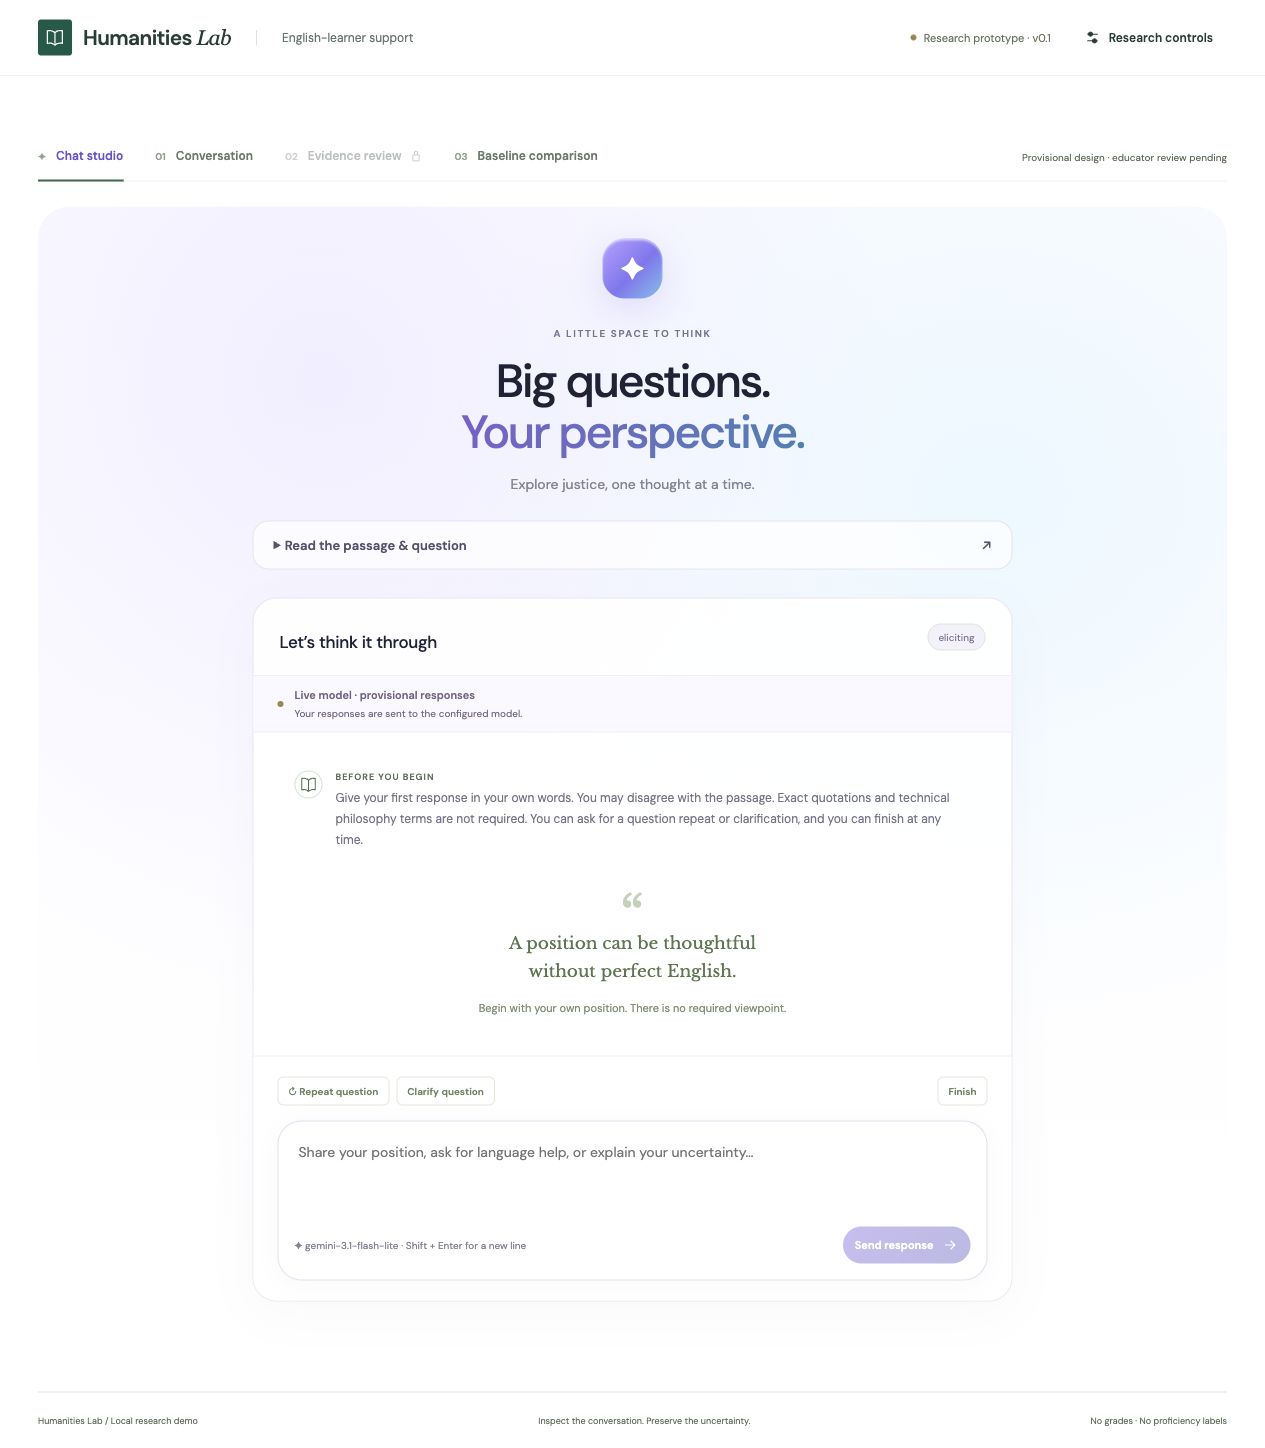 Humanities Lab
English-learner support
Research prototype · v0.1
Research controls
Chat studio
01 Conversation
02 Evidence review
03 Baseline comparison
Provisional design · educator review pending
A LITTLE SPACE TO THINK
Big questions.
Your perspective.
Explore justice, one thought at a time.
Read the passage & question
Let’s think it through
eliciting
Live model · provisional responses
Your responses are sent to the configured model.
BEFORE YOU BEGIN
Give your first response in your own words. You may disagree with the passage. Exact quotations and technical
philosophy terms are not required. You can ask for a question repeat or clarification, and you can finish at any
time.
“
A position can be thoughtful
without perfect English.
Begin with your own position. There is no required viewpoint.
Repeat question
Clarify question
Finish
Share your position, ask for language help, or explain your uncertainty…
gemini-3.1-flash-lite · Shift + Enter for a new line
Send response
Humanities Lab / Local research demo
Inspect the conversation. Preserve the uncertainty.
No grades · No proficiency labels